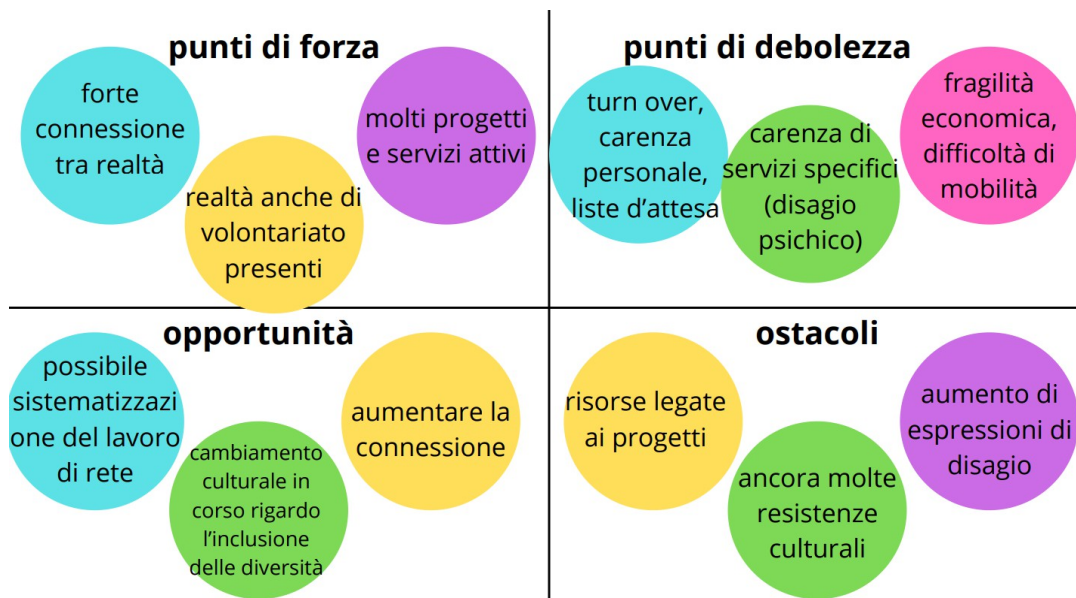 punti di forza
forte
connessione
tra realtà
realtà anche di
volontariato
presenti
molti progetti
e servizi attivi
punti di debolezza
turn over,
carenza
personale,
liste d'attesa
carenza di
servizi specifici
(disagio
psichico)
fragilità
economica,
difficoltà di
mobilità
opportunità
possibile
sistematizzazi
one del lavoro
di rete
cambiamento
culturale in
corso rigardo
l'inclusione
delle diversità
aumentare la
connessione
ostacoli
risorse legate
ai progetti
ancora molte
resistenze
culturali
aumento di
espressioni di
disagio